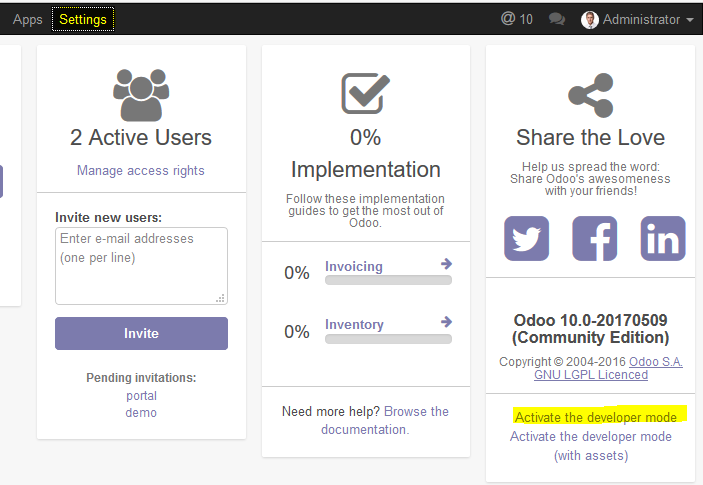 Apps Settings @ 10 Administrator
2 Active Users
Manage access rights
Invite new users:
Enter e-mail addresses
(one per line)
Invite
Pending invitations:
portal
demo
0%
Implementation
Follow these implementation
guides to get the most out of
Odoo.
0% Invoicing
0% Inventory
Need more help? Browse the
documentation.
Share the Love
Help us spread the word:
Share Odoo's awesomeness
with your friends!
in
Odoo 10.0-20170509
(Community Edition)
Copyright © 2004-2016 Odoo S.A.
GNU LGPL Licenced
Activate the developer mode
Activate the developer mode
(with assets)